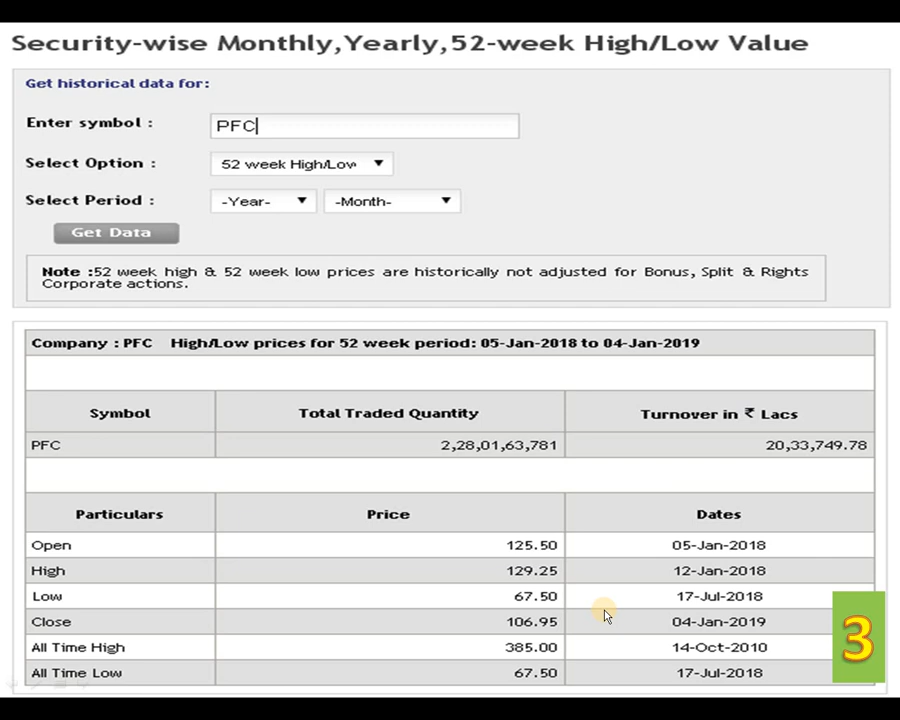 Security-wise Monthly,Yearly,52-week High/Low Value
Get historical data for:
Enter symbol : PFC
Select Option : 52 week High/Low
Select Period : -Year- -Month-
Get Data
Note :52 week high & 52 week low prices are historically not adjusted for Bonus, Split & Rights
Corporate actions.
Company : PFC High/Low prices for 52 week period: 05-Jan-2018 to 04-Jan-2019
Symbol Total Traded Quantity Turnover in ₹ Lacs
PFC 2,28,01,63,781 20,33,749.78
Particulars Price Dates
Open 125.50 05-Jan-2018
High 129.25 12-Jan-2018
Low 67.50 17-Jul-2018
Close 106.95 04-Jan-2019
All Time High 385.00 14-Oct-2010
All Time Low 67.50 17-Jul-2018
3